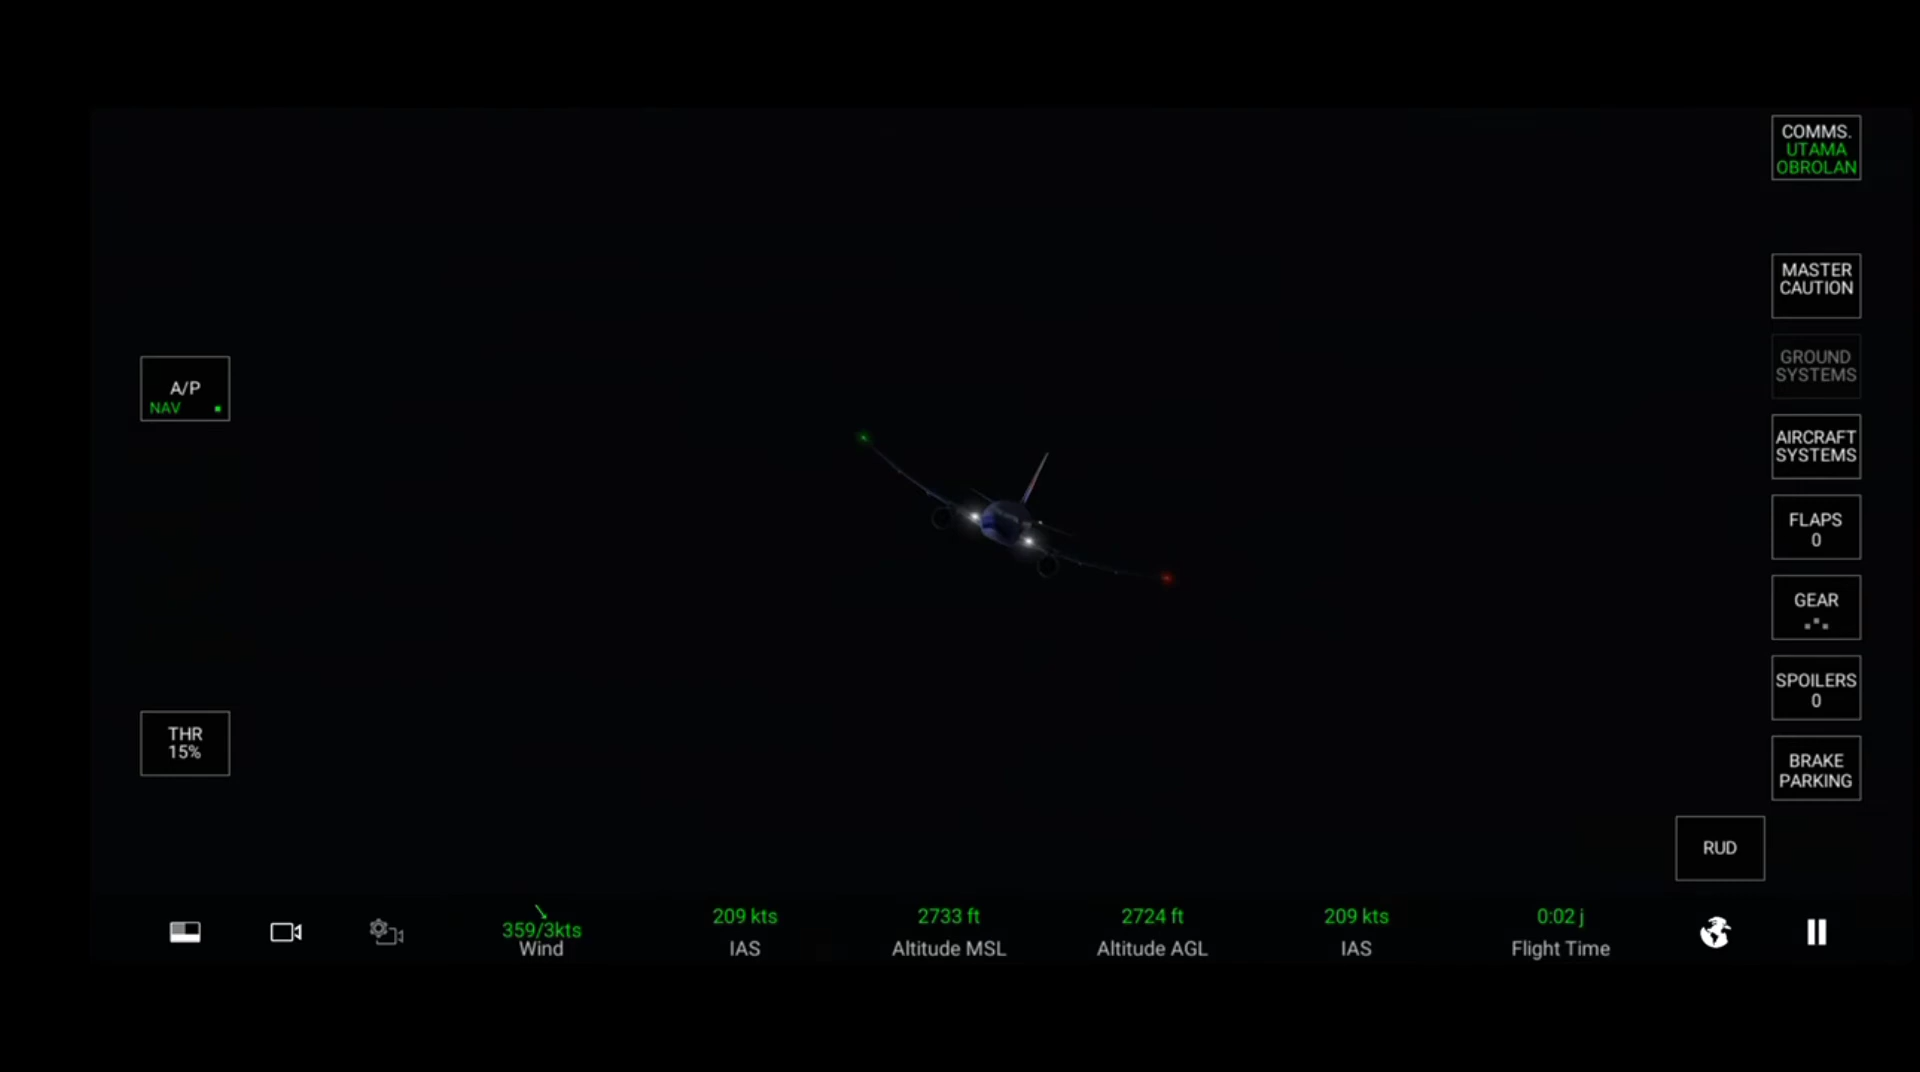 COMMS.
UTAMA
OBROLAN
MASTER
CAUTION
GROUND
SYSTEMS
A/P
NAV
AIRCRAFT
SYSTEMS
FLAPS
0
GEAR
SPOILERS
0
THR
15%
BRAKE
PARKING
RUD
359/3kts
Wind
209 kts
IAS
2733 ft
Altitude MSL
2724 ft
Altitude AGL
209 kts
IAS
0:02 j
Flight Time